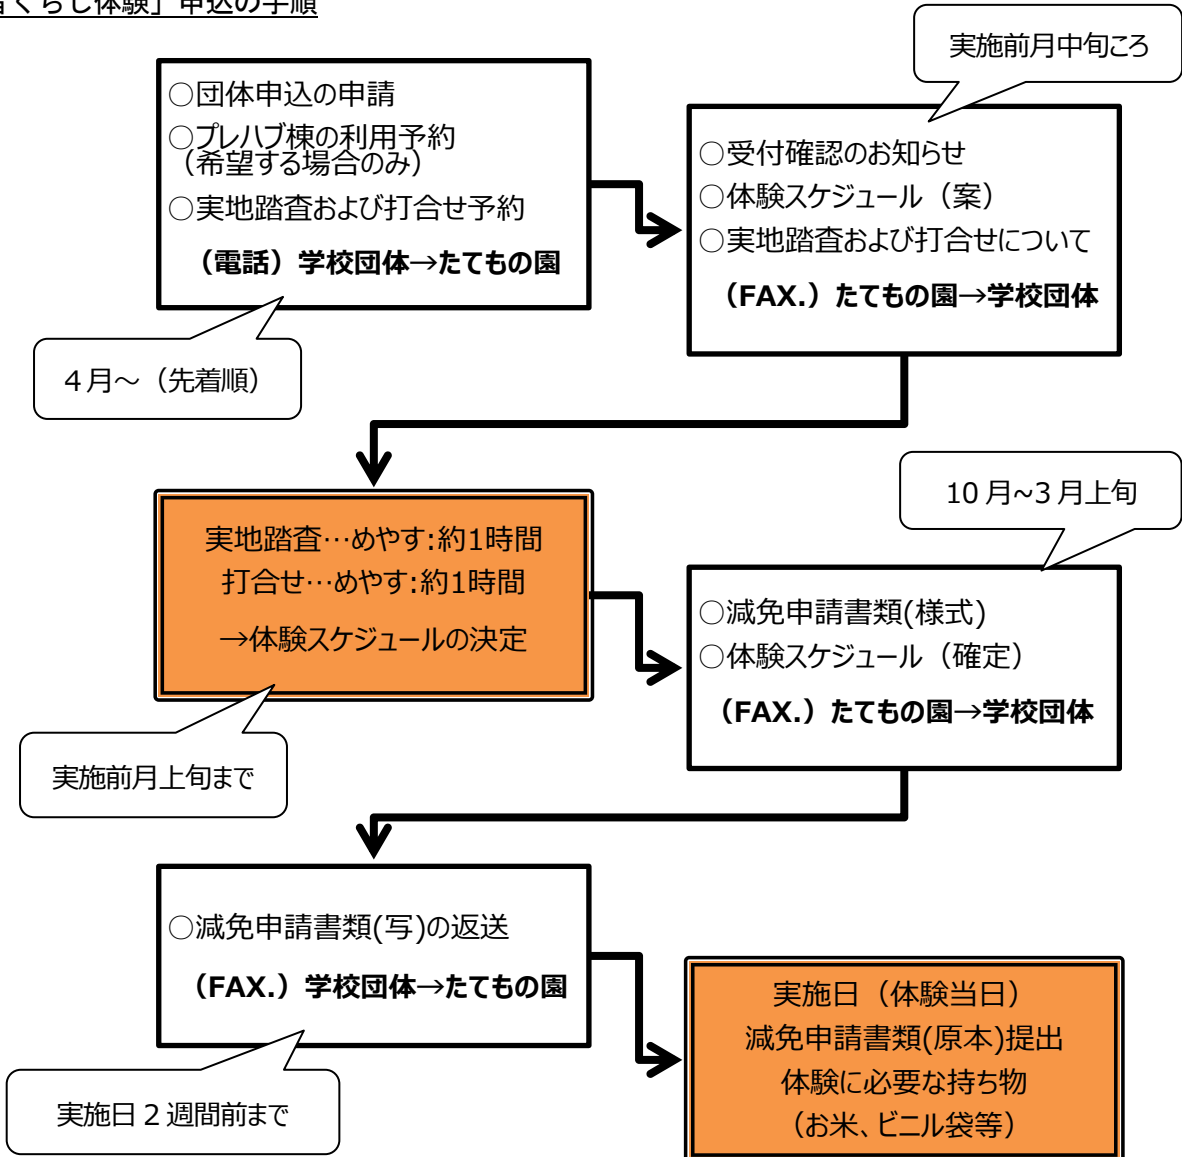 くらし体験」申込の手順
実施前月中旬ころ
○団体申込の申請
○プレハブ棟の利用予約
（希望する場合のみ）
○実地踏査および打合せ予約
（電話）学校団体→たてもの園
4月～（先着順）
○受付確認のお知らせ
○体験スケジュール（案）
○実地踏査および打合せについて
（FAX.）たてもの園→学校団体
実地踏査…めやす:約1時間
打合せ…めやす:約1時間
→体験スケジュールの決定
実施前月上旬まで
10月~3月上旬
○減免申請書類(様式)
○体験スケジュール（確定）
（FAX.）たてもの園→学校団体
○減免申請書類(写)の返送
（FAX.）学校団体→たてもの園
実施日2週間前まで
実施日（体験当日）
減免申請書類(原本)提出
体験に必要な持ち物
（お米、ビニル袋等）